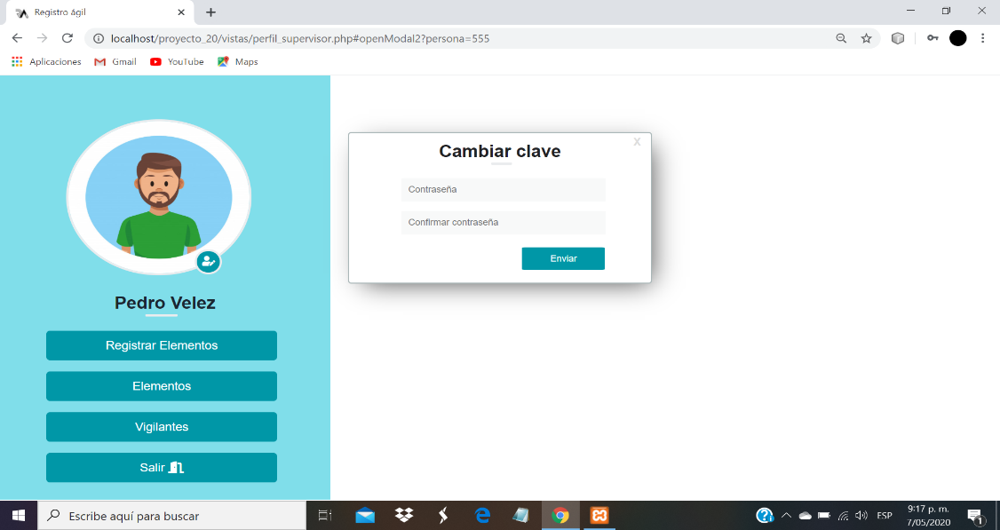 Registro ágil
localhost/proyecto_20/vistas/perfil_supervisor.php#openModal2?persona=555
Aplicaciones Gmail YouTube Maps
Cambiar clave
X
Contraseña
Confirmar contraseña
Enviar
Pedro Velez
Registrar Elementos
Elementos
Vigilantes
Salir
Escribe aquí para buscar
ESP
9:17 p. m.
7/05/2020
1